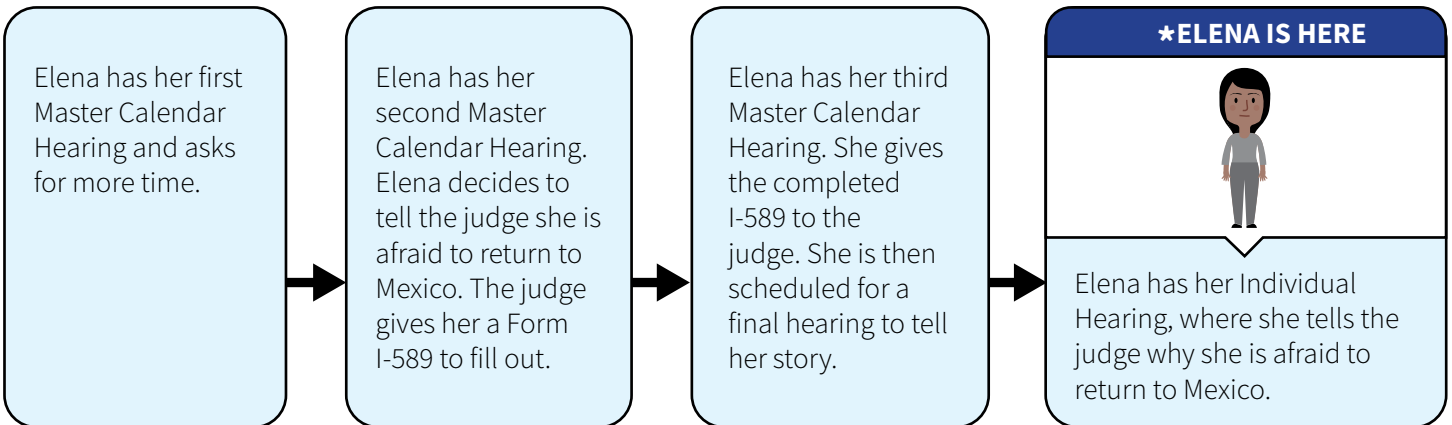 Elena has her first
Master Calendar
Hearing and asks
for more time.
Elena has her
second Master
Calendar Hearing.
Elena decides to
tell the judge she is
afraid to return to
Mexico. The judge
gives her a Form
I-589 to fill out.
Elena has her third
Master Calendar
Hearing. She gives
the completed
I-589 to the
judge. She is then
scheduled for a
final hearing to tell
her story.
*ELENA IS HERE
Elena has her Individual
Hearing, where she tells the
judge why she is afraid to
return to Mexico.